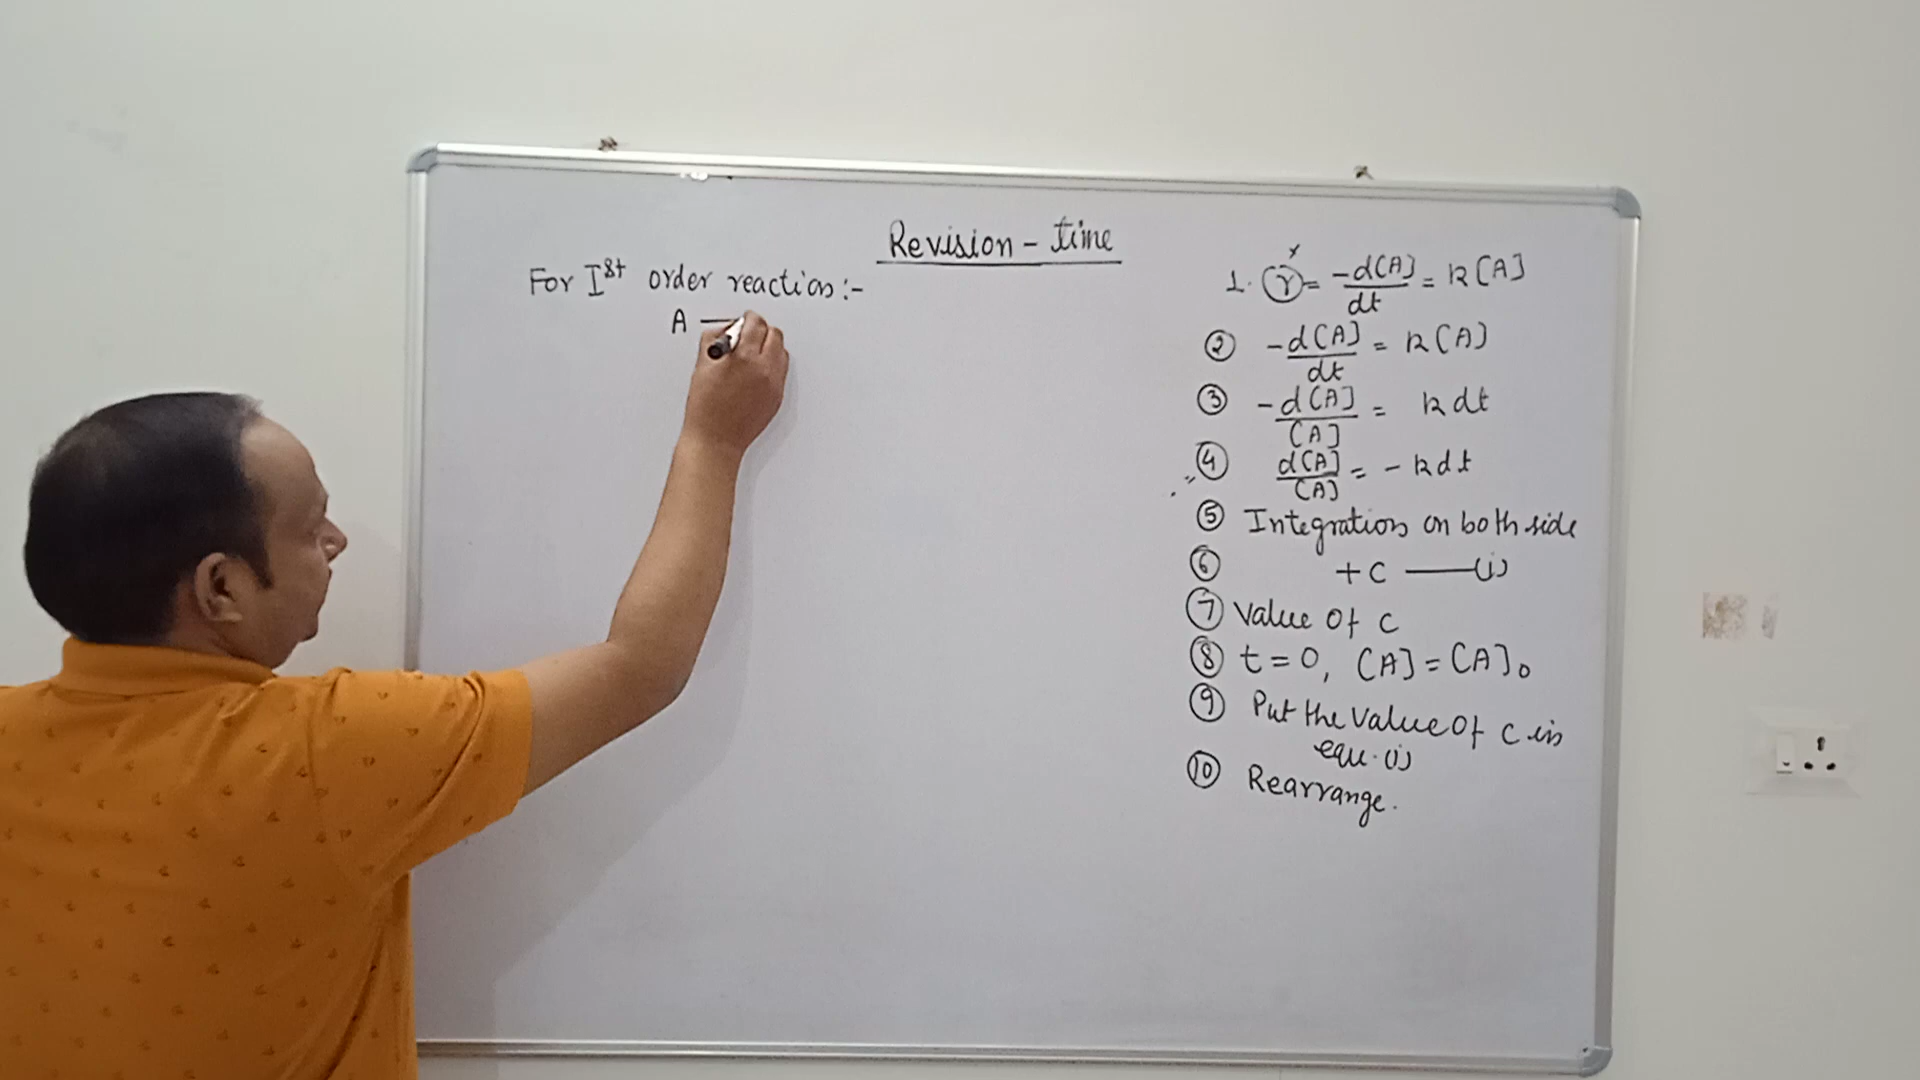 Revision - time
For Ist order reaction:-
A —
1. r = -d[A]/dt = k[A]
② -d[A]/dt = k[A]
③ -d[A]/[A] = k dt
④ d[A]/[A] = - k dt
⑤ Integration on both side
⑥ + C ——(i)
⑦ Value of C
⑧ t = 0, [A] = [A]₀
⑨ Put the value of C in
equ. (i)
⑩ Rearrange.